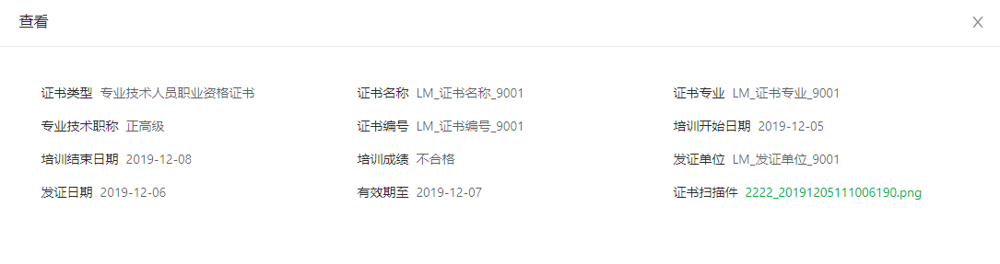 查看
证书类型 专业技术人员职业资格证书 证书名称 LM_证书名称_9001 证书专业 LM_证书专业_9001
专业技术职称 正高级 证书编号 LM_证书编号_9001 培训开始日期 2019-12-05
培训结束日期 2019-12-08 培训成绩 不合格 发证单位 LM_发证单位_9001
发证日期 2019-12-06 有效期至 2019-12-07 证书扫描件 2222_20191205111006190.png